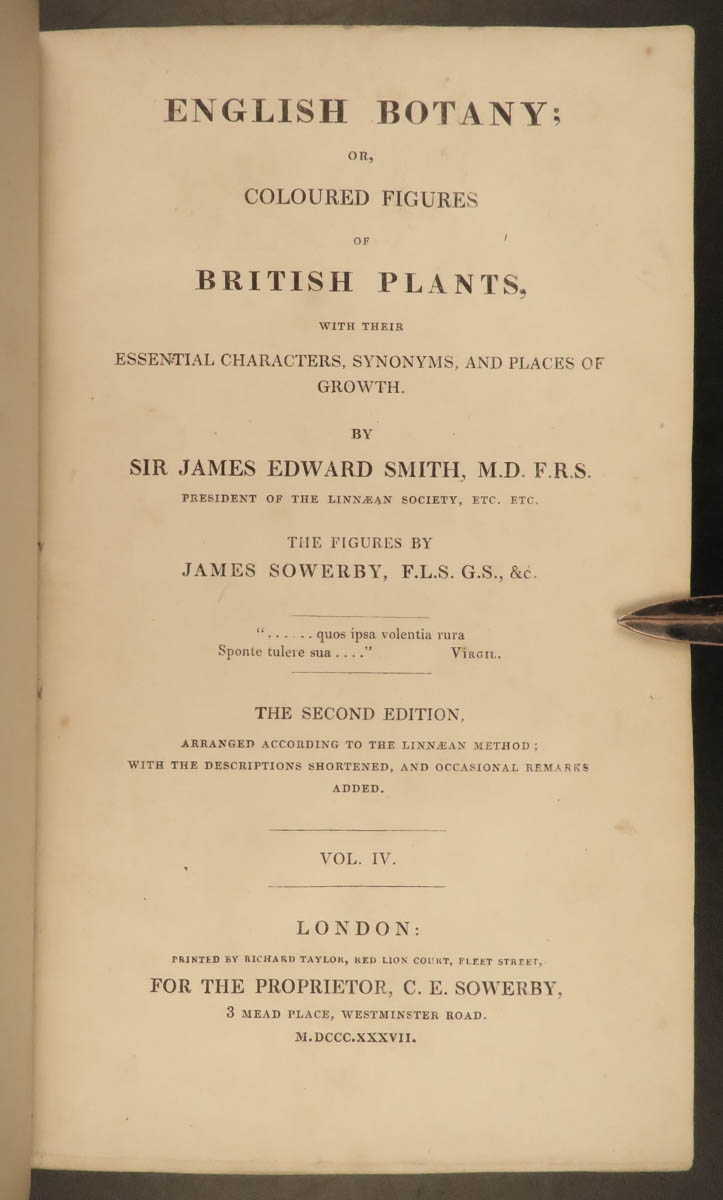 ENGLISH BOTANY;
OR,
COLOURED FIGURES
OF
BRITISH PLANTS,
WITH THEIR
ESSENTIAL CHARACTERS, SYNONYMS, AND PLACES OF
GROWTH.
BY
SIR JAMES EDWARD SMITH, M.D. F.R.S.
PRESIDENT OF THE LINNÆAN SOCIETY, ETC. ETC.
THE FIGURES BY
JAMES SOWERBY, F.L.S. G.S., &c.
"...... quos ipsa volentia rura
Sponte tulere sua ...." VIRGIL.
THE SECOND EDITION,
ARRANGED ACCORDING TO THE LINNÆAN METHOD;
WITH THE DESCRIPTIONS SHORTENED, AND OCCASIONAL REMARKS
ADDED.
VOL. IV.
LONDON:
PRINTED BY RICHARD TAYLOR, RED LION COURT, FLEET STREET,
FOR THE PROPRIETOR, C. E. SOWERBY,
3 MEAD PLACE, WESTMINSTER ROAD.
M.DCCC.XXXVII.